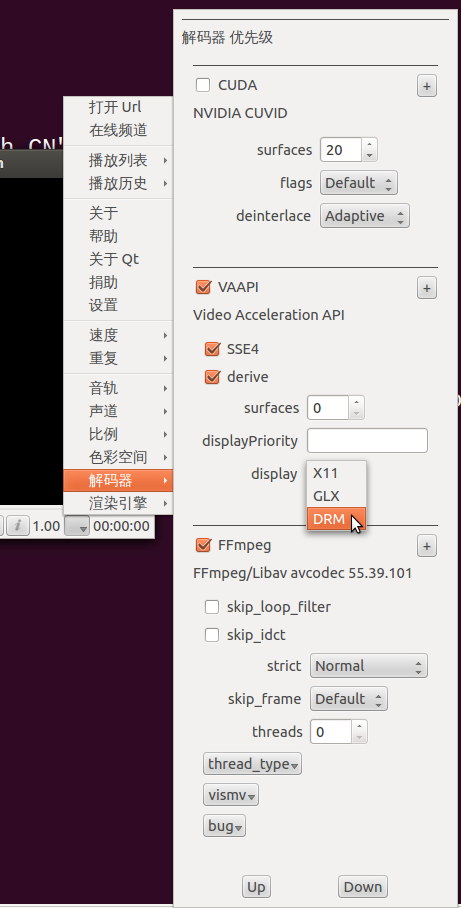 解码器 优先级
CUDA
+
NVIDIA CUVID
surfaces 20
flags Default
deinterlace Adaptive
VAAPI
+
Video Acceleration API
SSE4
derive
surfaces 0
displayPriority
display
X11
GLX
DRM
FFmpeg
+
FFmpeg/Libav avcodec 55.39.101
skip_loop_filter
skip_idct
strict Normal
skip_frame Default
threads 0
thread_type
vismv
bug
Up Down
打开 Url
在线频道
播放列表
播放历史
关于
帮助
关于 Qt
捐助
设置
速度
重复
音轨
声道
比例
色彩空间
解码器
渲染引擎
i 1.00 00:00:00